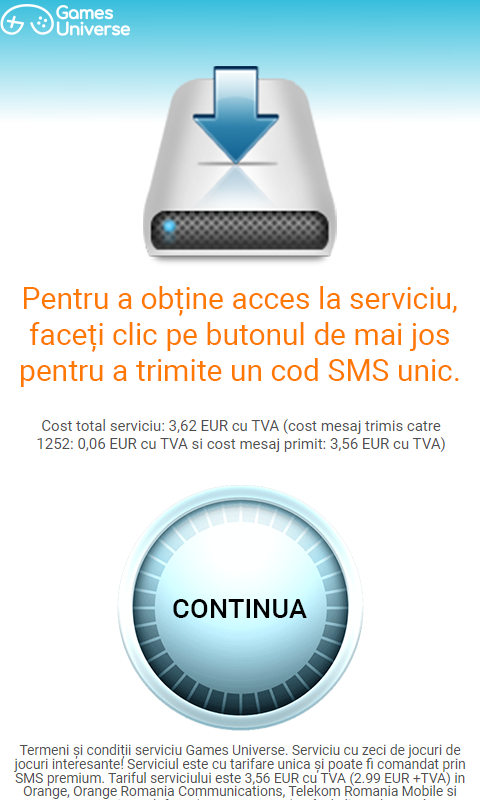 Games
Universe
Pentru a obține acces la serviciu,
faceți clic pe butonul de mai jos
pentru a trimite un cod SMS unic.
Cost total serviciu: 3,62 EUR cu TVA (cost mesaj trimis catre
1252: 0,06 EUR cu TVA si cost mesaj primit: 3,56 EUR cu TVA)
CONTINUA
Termeni și condiții serviciu Games Universe. Serviciu cu zeci de jocuri de
jocuri interesante! Serviciul este cu tarifare unica și poate fi comandat prin
SMS premium. Tariful serviciului este 3,56 EUR cu TVA (2.99 EUR +TVA) in
Orange, Orange Romania Communications, Telekom Romania Mobile si